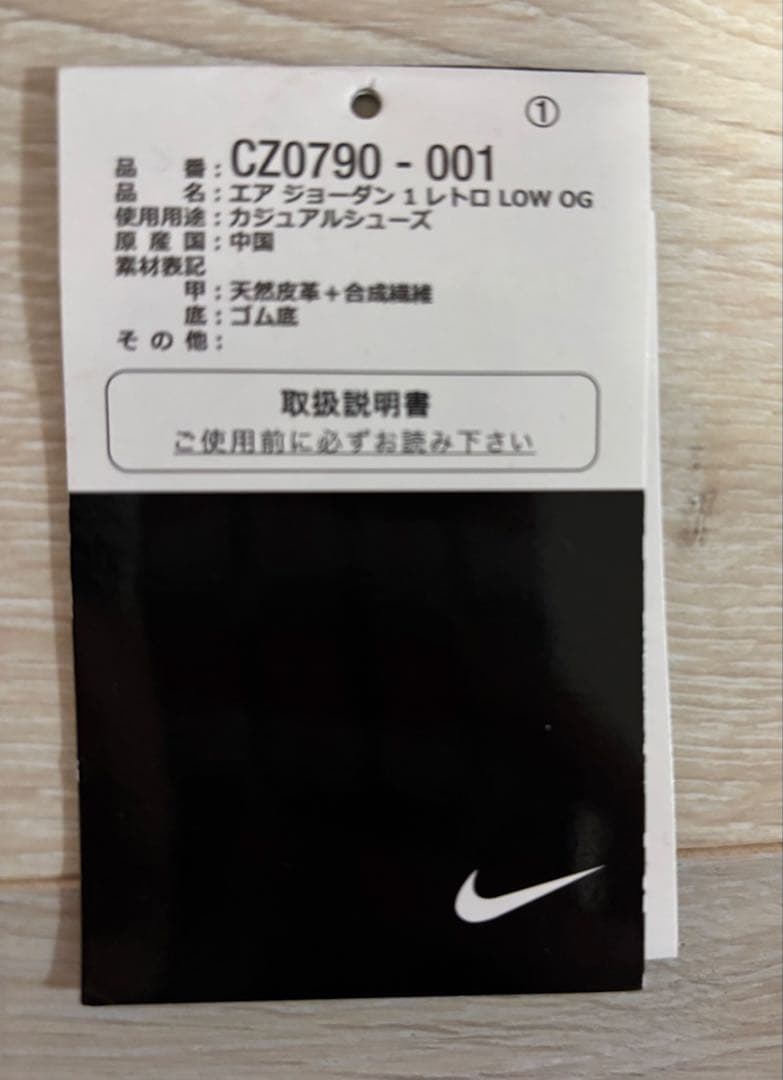 ①
品番：CZ0790 - 001
品名：エア ジョーダン 1 レトロ LOW OG
使用用途：カジュアルシューズ
原産国：中国
素材表記
甲：天然皮革＋合成繊維
底：ゴム底
その他：
取扱説明書
ご使用前に必ずお読み下さい